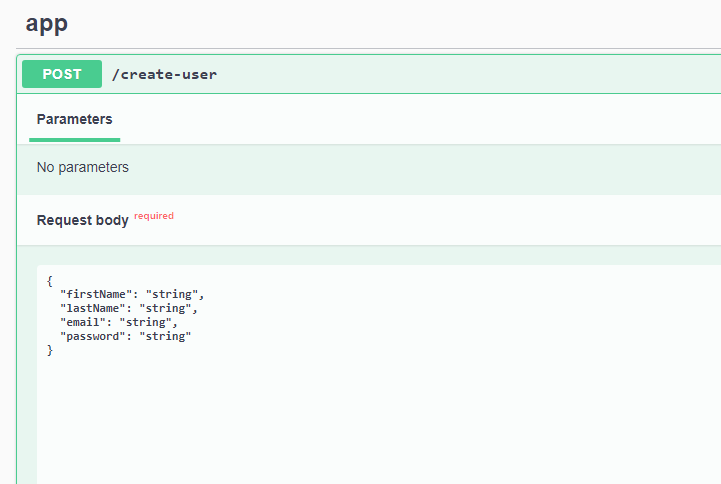 app
POST /create-user
Parameters
No parameters
Request body required
{
  "firstName": "string",
  "lastName": "string",
  "email": "string",
  "password": "string"
}